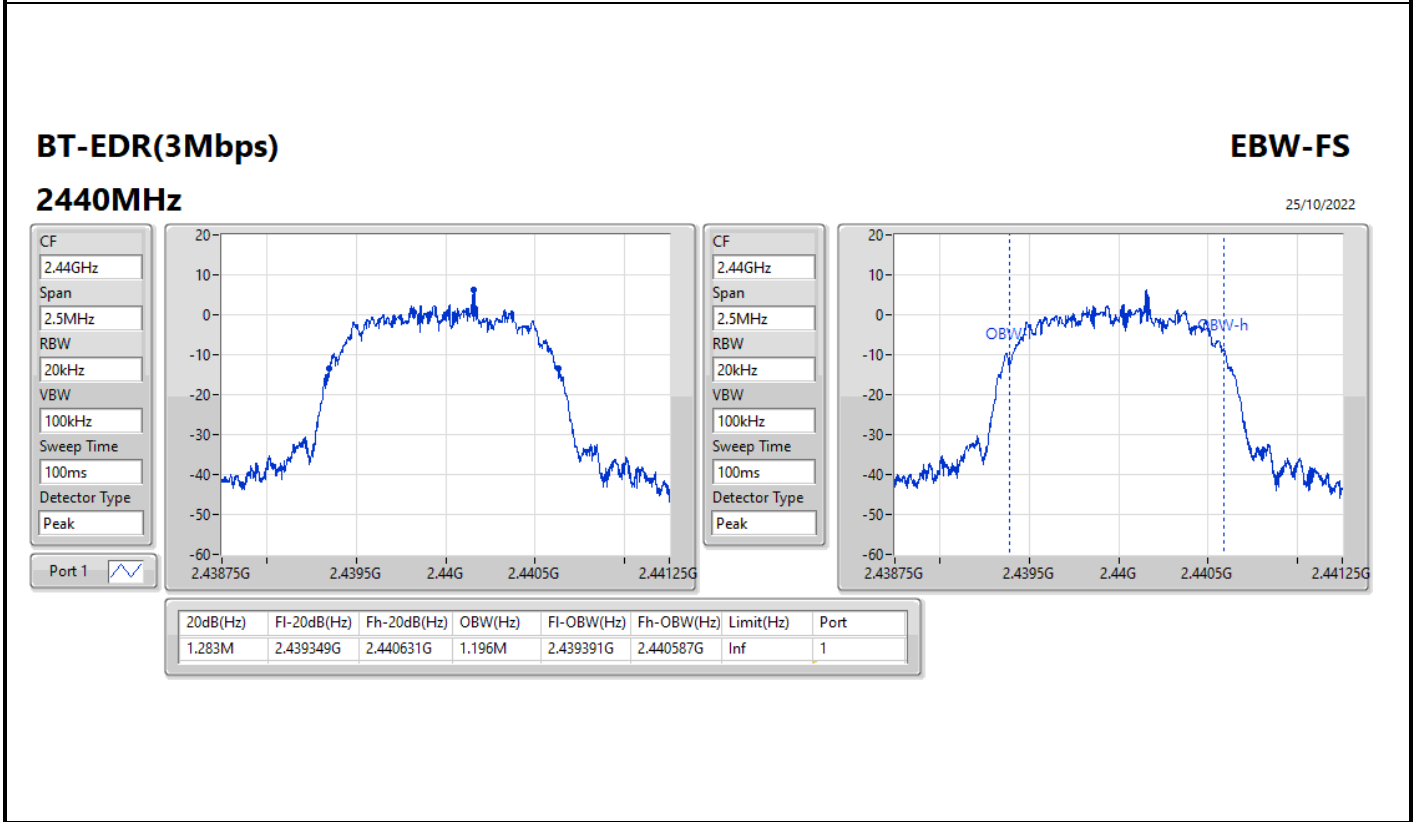 BT-EDR(3Mbps)
EBW-FS
2440MHz
25/10/2022
CF
2.44GHz
Span
2.5MHz
RBW
20kHz
VBW
100kHz
Sweep Time
100ms
Detector Type
Peak
Port 1
20-
10-
0-
-10-
-20-
-30-
-40-
-50-
-60-
2.43875G 2.4395G 2.44G 2.4405G 2.44125G
CF
2.44GHz
Span
2.5MHz
RBW
20kHz
VBW
100kHz
Sweep Time
100ms
Detector Type
Peak
20-
10-
0-
-10-
-20-
-30-
-40-
-50-
-60-
OBW-h
2.43875G 2.4395G 2.44G 2.4405G 2.44125G
20dB(Hz) Fl-20dB(Hz) Fh-20dB(Hz) OBW(Hz) Fl-OBW(Hz) Fh-OBW(Hz) Limit(Hz) Port
1.283M 2.439349G 2.440631G 1.196M 2.439391G 2.440587G Inf 1